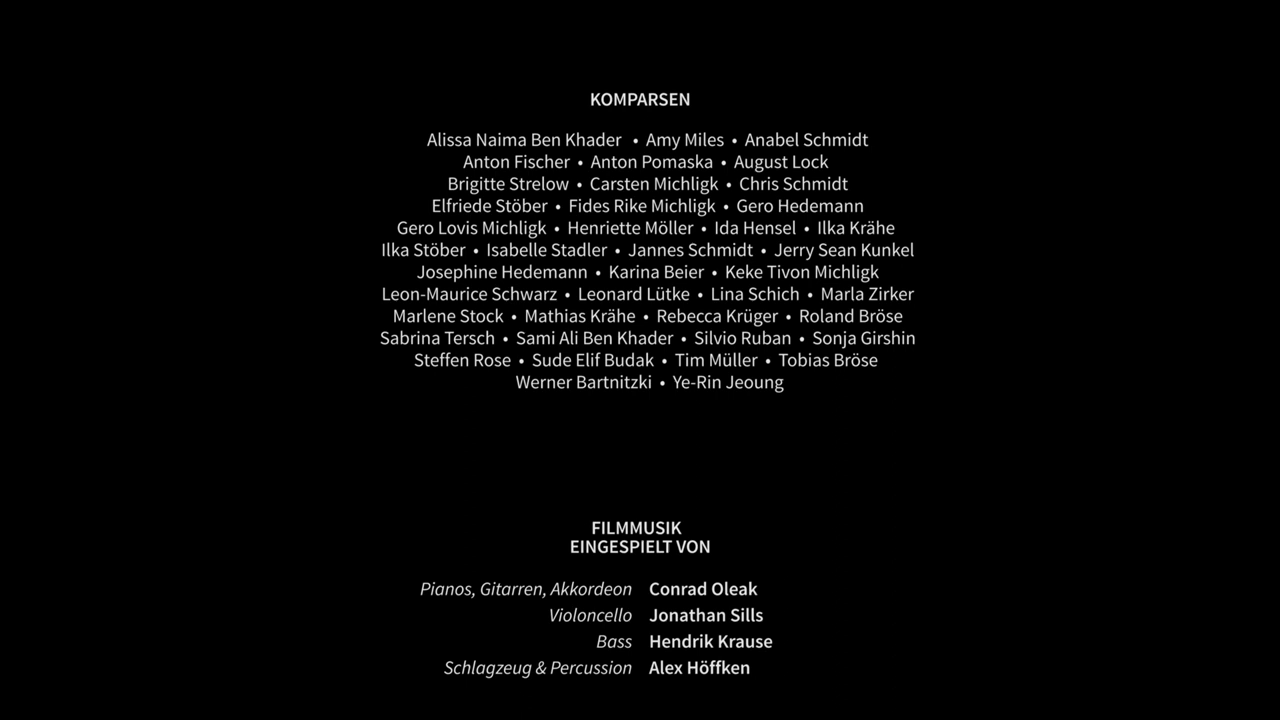 KOMPARSEN
Alissa Naima Ben Khader • Amy Miles • Anabel Schmidt
Anton Fischer • Anton Pomaska • August Lock
Brigitte Strelow • Carsten Michligk • Chris Schmidt
Elfriede Stöber • Fides Rike Michligk • Gero Hedemann
Gero Lovis Michligk • Henriette Möller • Ida Hensel • Ilka Krähe
Ilka Stöber • Isabelle Stadler • Jannes Schmidt • Jerry Sean Kunkel
Josephine Hedemann • Karina Beier • Keke Tivon Michligk
Leon-Maurice Schwarz • Leonard Lütke • Lina Schich • Marla Zirker
Marlene Stock • Mathias Krähe • Rebecca Krüger • Roland Bröse
Sabrina Tersch • Sami Ali Ben Khader • Silvio Ruban • Sonja Girshin
Steffen Rose • Sude Elif Budak • Tim Müller • Tobias Bröse
Werner Bartnitzki • Ye-Rin Jeoung
FILMMUSIK
EINGESPIELT VON
Pianos, Gitarren, Akkordeon Conrad Oleak
Violoncello Jonathan Sills
Bass Hendrik Krause
Schlagzeug & Percussion Alex Höffken